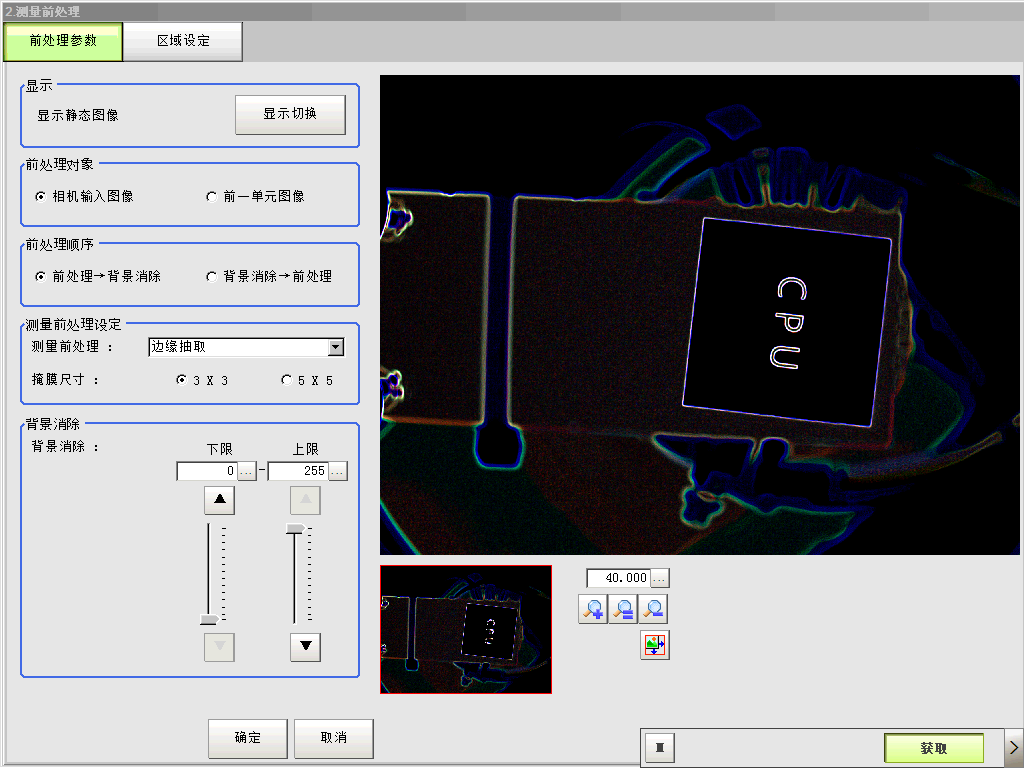 2.测量前处理
前处理参数
区域设定
显示
显示静态图像
显示切换
前处理对象
相机输入图像
前一单元图像
前处理顺序
前处理→背景消除
背景消除→前处理
测量前处理设定
测量前处理 ：
边缘抽取
掩膜尺寸 ：
3 X 3
5 X 5
背景消除
背景消除 ：
下限
上限
0 ... - 255 ...
CPU
CPU
40.000 ...
确定
取消
获取